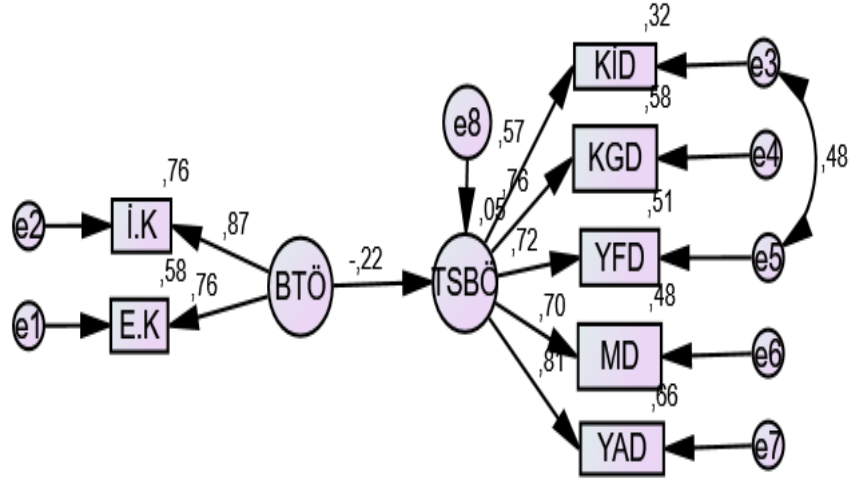 ,32
KİD
e3
,58
e8
,57
KGD
e4
,48
,76
,76
,05
,51
e2
İ.K
,87
,72
YFD
e5
-,22
,58
,76
BTÖ
TSBÖ
,48
e1
E.K
,70
MD
e6
,81
,66
YAD
e7